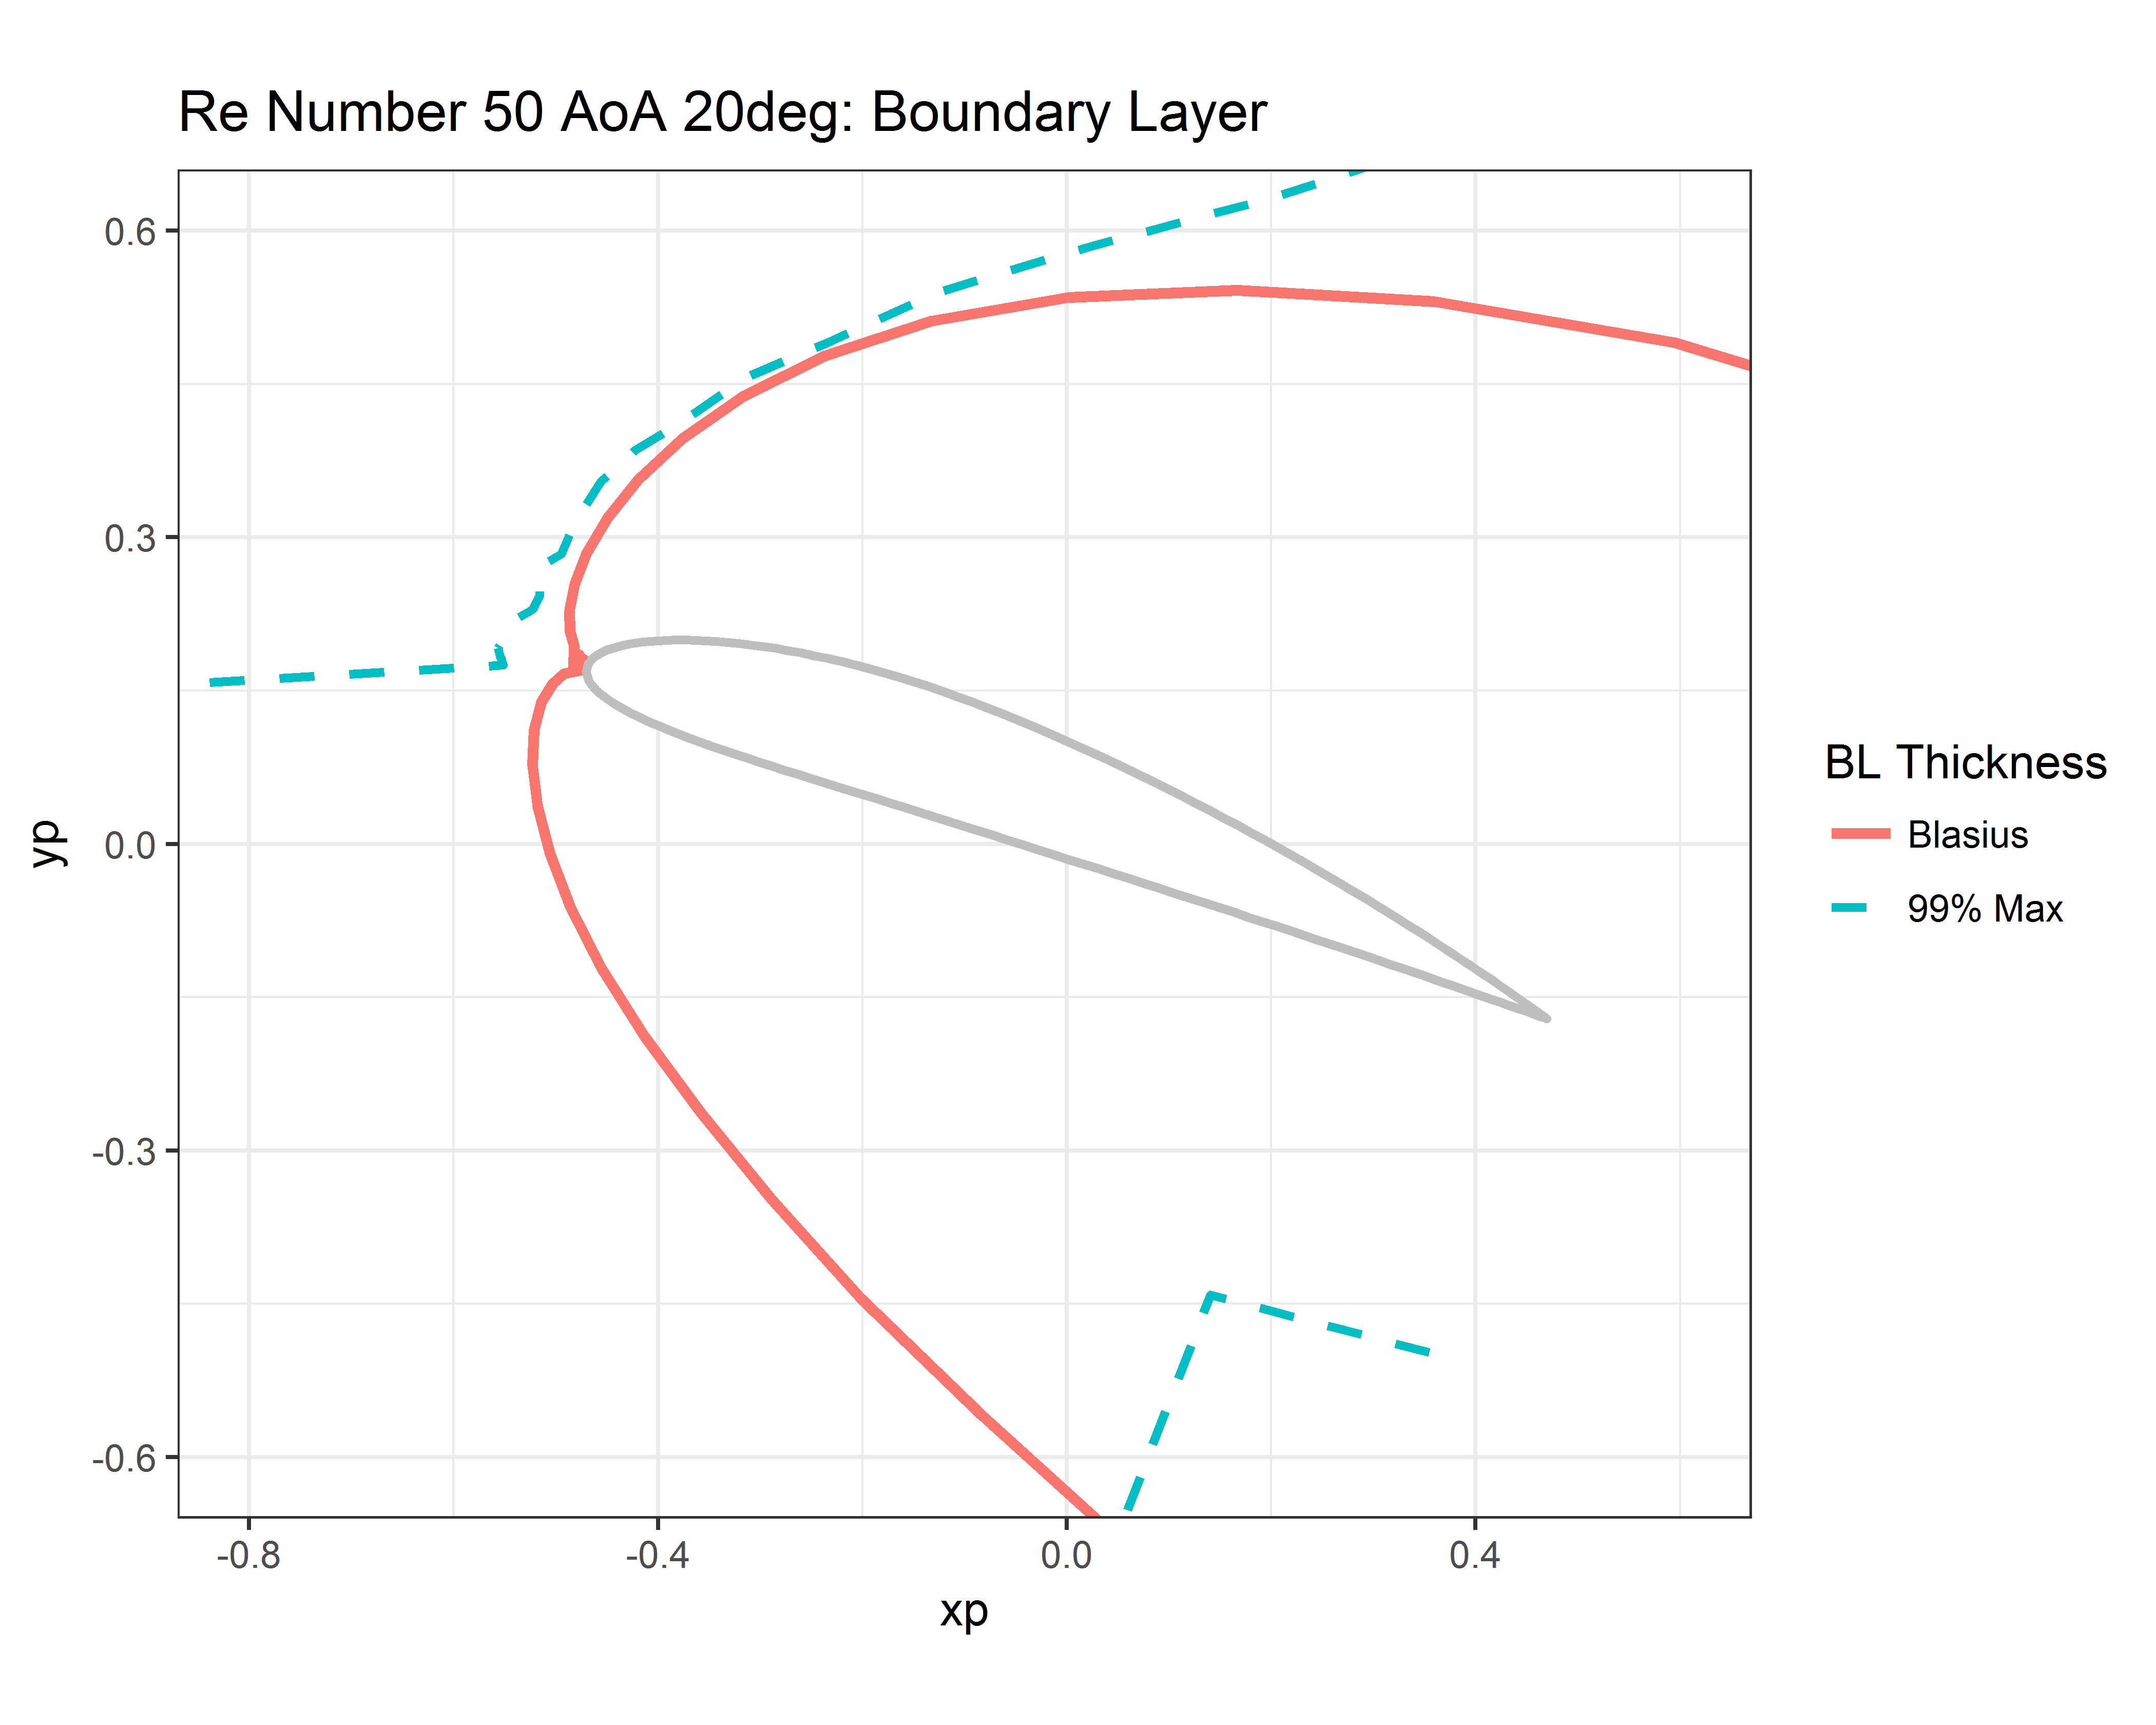 Re Number 50 AoA 20deg: Boundary Layer
0.6
0.3
0.0
-0.3
-0.6
yp
-0.8
-0.4
0.0
0.4
xp
BL Thickness
Blasius
99% Max